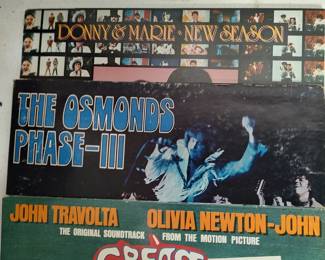 DONNY & MARIE - NEW SEASON
THE OSMONDS
PHASE-III
JOHN TRAVOLTA OLIVIA NEWTON-JOHN
THE ORIGINAL SOUNDTRACK FROM THE MOTION PICTURE
GREASE